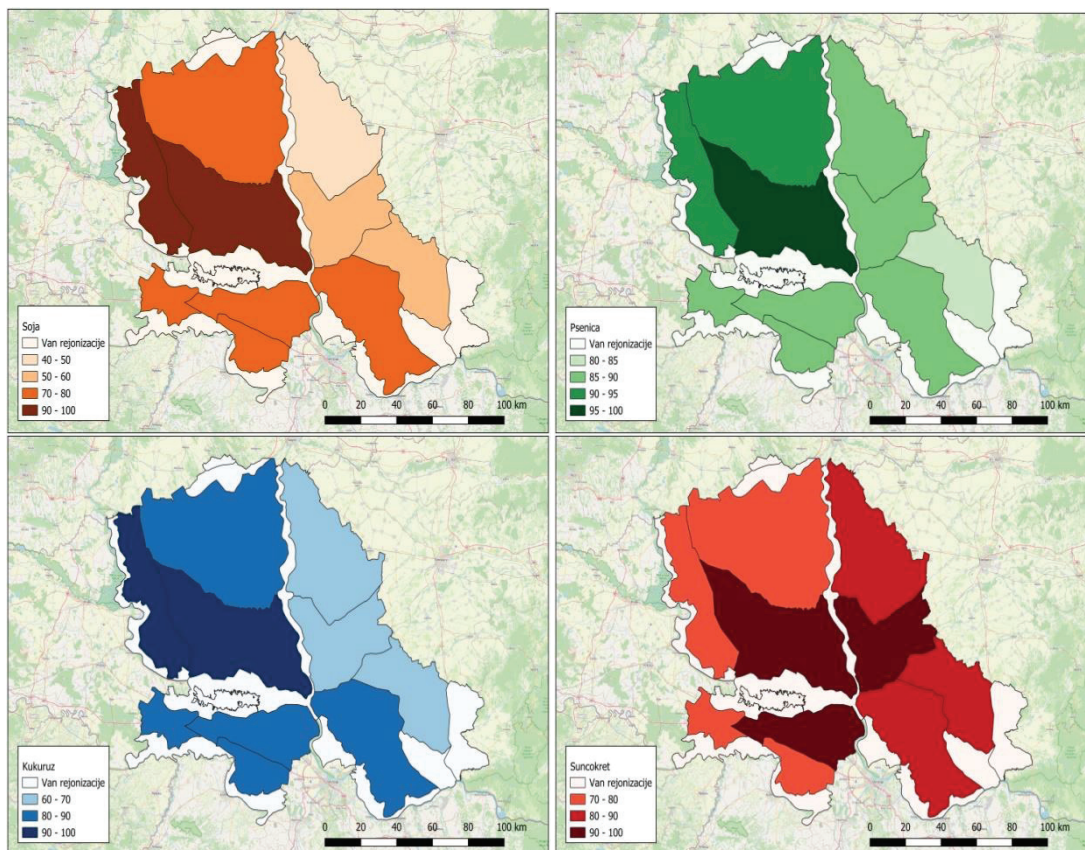 Soja
Van rejonizacije
40 - 50
50 - 60
70 - 80
90 - 100
0 20 40 60 80 100 km
Psenica
Van rejonizacije
80 - 85
85 - 90
90 - 95
95 - 100
0 20 40 60 80 100 km
Kukuruz
Van rejonizacije
60 - 70
80 - 90
90 - 100
0 20 40 60 80 100 km
Suncokret
Van rejonizacije
70 - 80
80 - 90
90 - 100
0 20 40 60 80 100 km